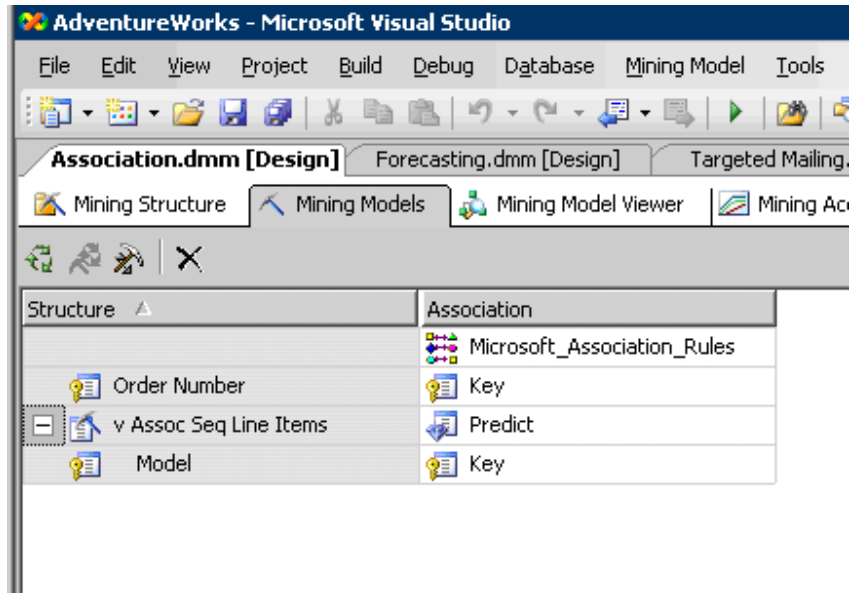 AdventureWorks - Microsoft Visual Studio
File Edit View Project Build Debug Database Mining Model Tools
Association.dmm [Design] Forecasting.dmm [Design] Targeted Mailing.
Mining Structure Mining Models Mining Model Viewer Mining Acc
Structure Association
Microsoft_Association_Rules
Order Number Key
v Assoc Seq Line Items Predict
Model Key